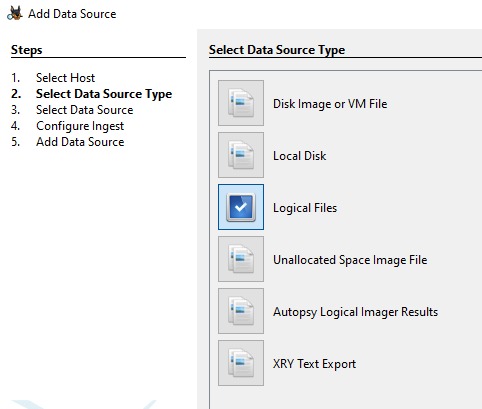 Add Data Source
Steps
1. Select Host
2. Select Data Source Type
3. Select Data Source
4. Configure Ingest
5. Add Data Source
Select Data Source Type
Disk Image or VM File
Local Disk
Logical Files
Unallocated Space Image File
Autopsy Logical Imager Results
XRY Text Export